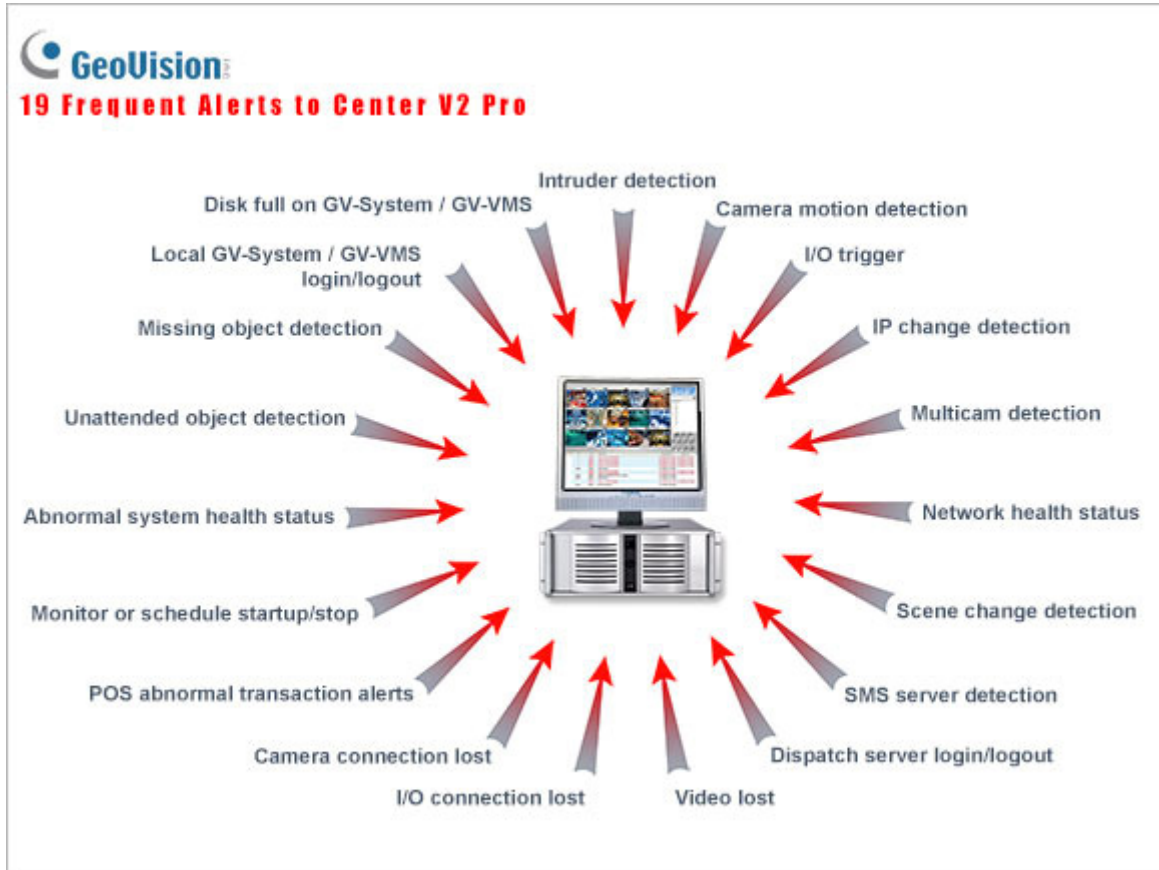 GeoVision
19 Frequent Alerts to Center V2 Pro
Intruder detection
Camera motion detection
I/O trigger
IP change detection
Multicam detection
Network health status
Scene change detection
SMS server detection
Dispatch server login/logout
Video lost
I/O connection lost
Camera connection lost
POS abnormal transaction alerts
Monitor or schedule startup/stop
Abnormal system health status
Unattended object detection
Missing object detection
Local GV-System / GV-VMS
login/logout
Disk full on GV-System / GV-VMS